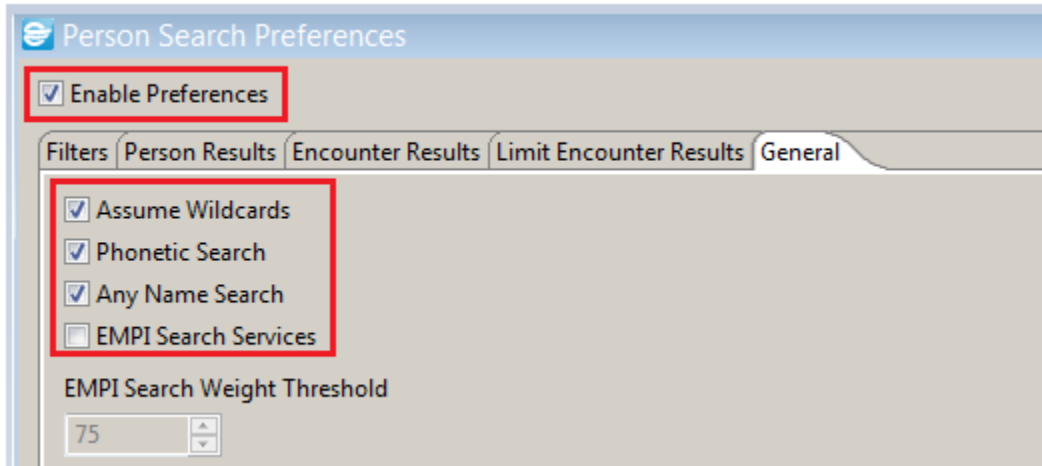 Person Search Preferences
Enable Preferences
Filters Person Results Encounter Results Limit Encounter Results General
Assume Wildcards
Phonetic Search
Any Name Search
EMPI Search Services
EMPI Search Weight Threshold
75